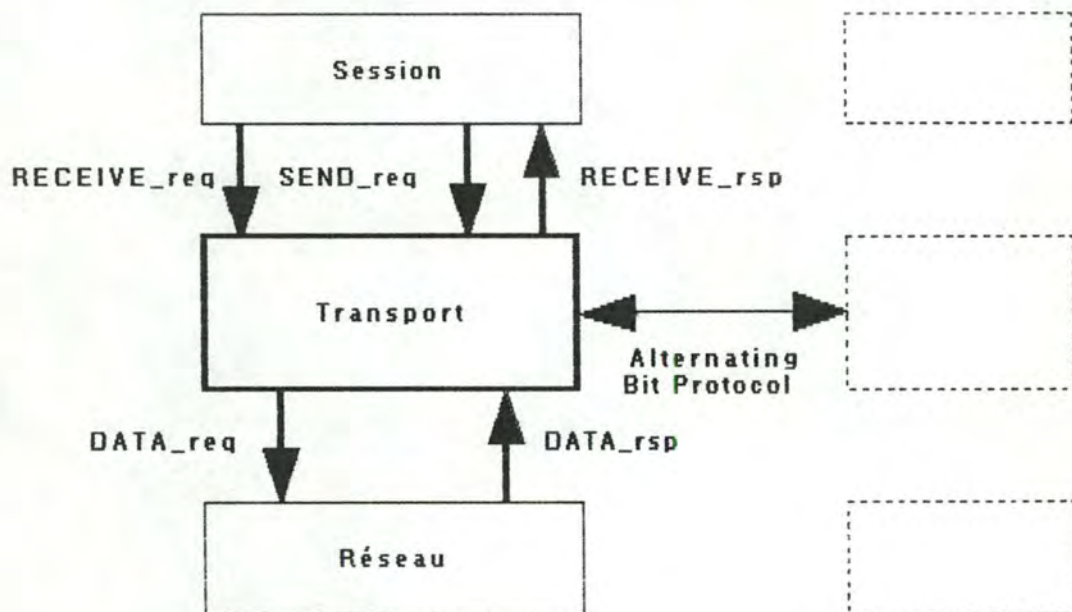 Session
RECEIVE_req
SEND_req
RECEIVE_rsp
Transport
Alternating
Bit Protocol
DATA_req
DATA_rsp
Réseau